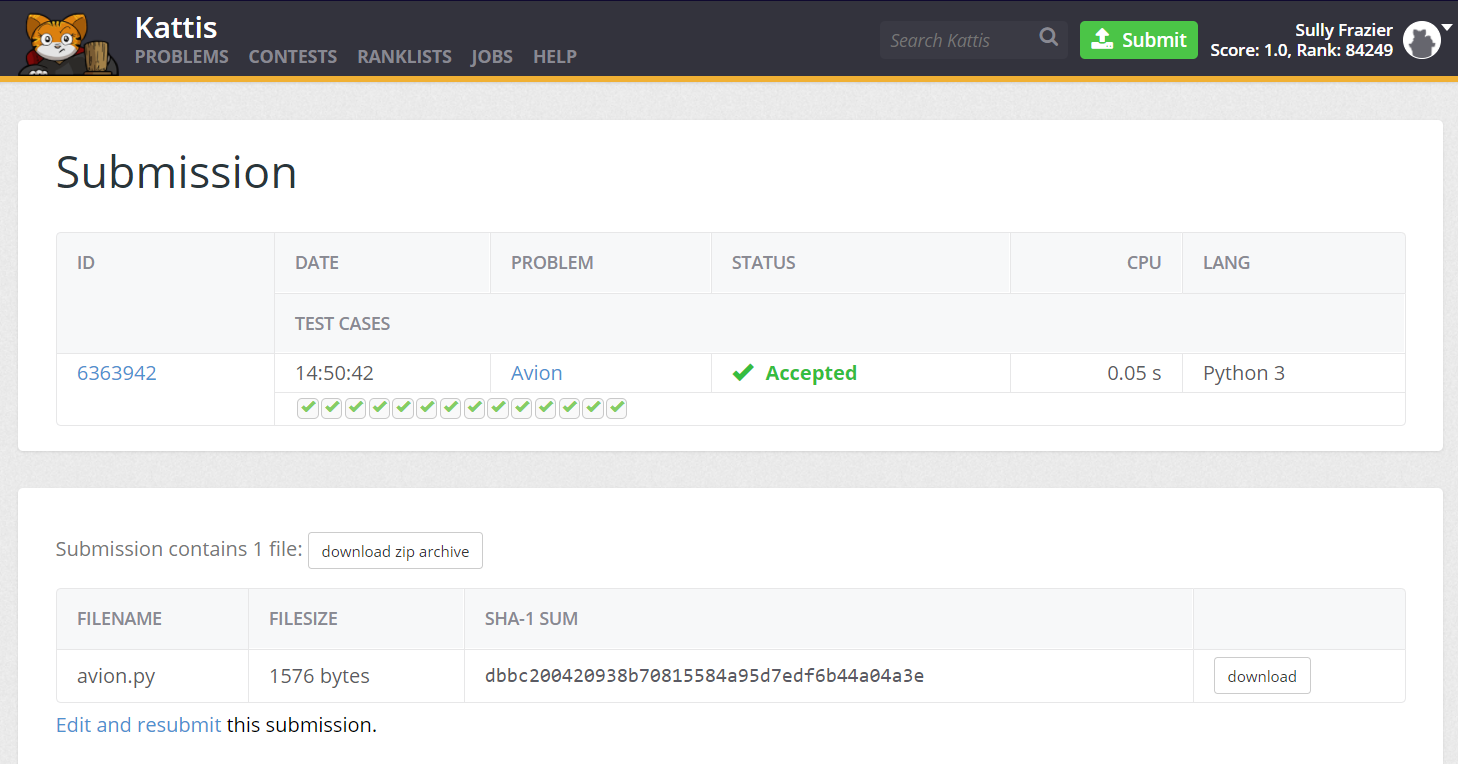 Kattis
PROBLEMS CONTESTS RANKLISTS JOBS HELP
Search Kattis
Submit
Sully Frazier
Score: 1.0, Rank: 84249
Submission
ID DATE PROBLEM STATUS CPU LANG
TEST CASES
6363942 14:50:42 Avion Accepted 0.05 s Python 3
Submission contains 1 file: download zip archive
FILENAME FILESIZE SHA-1 SUM
avion.py 1576 bytes dbbc200420938b70815584a95d7edf6b44a04a3e download
Edit and resubmit this submission.